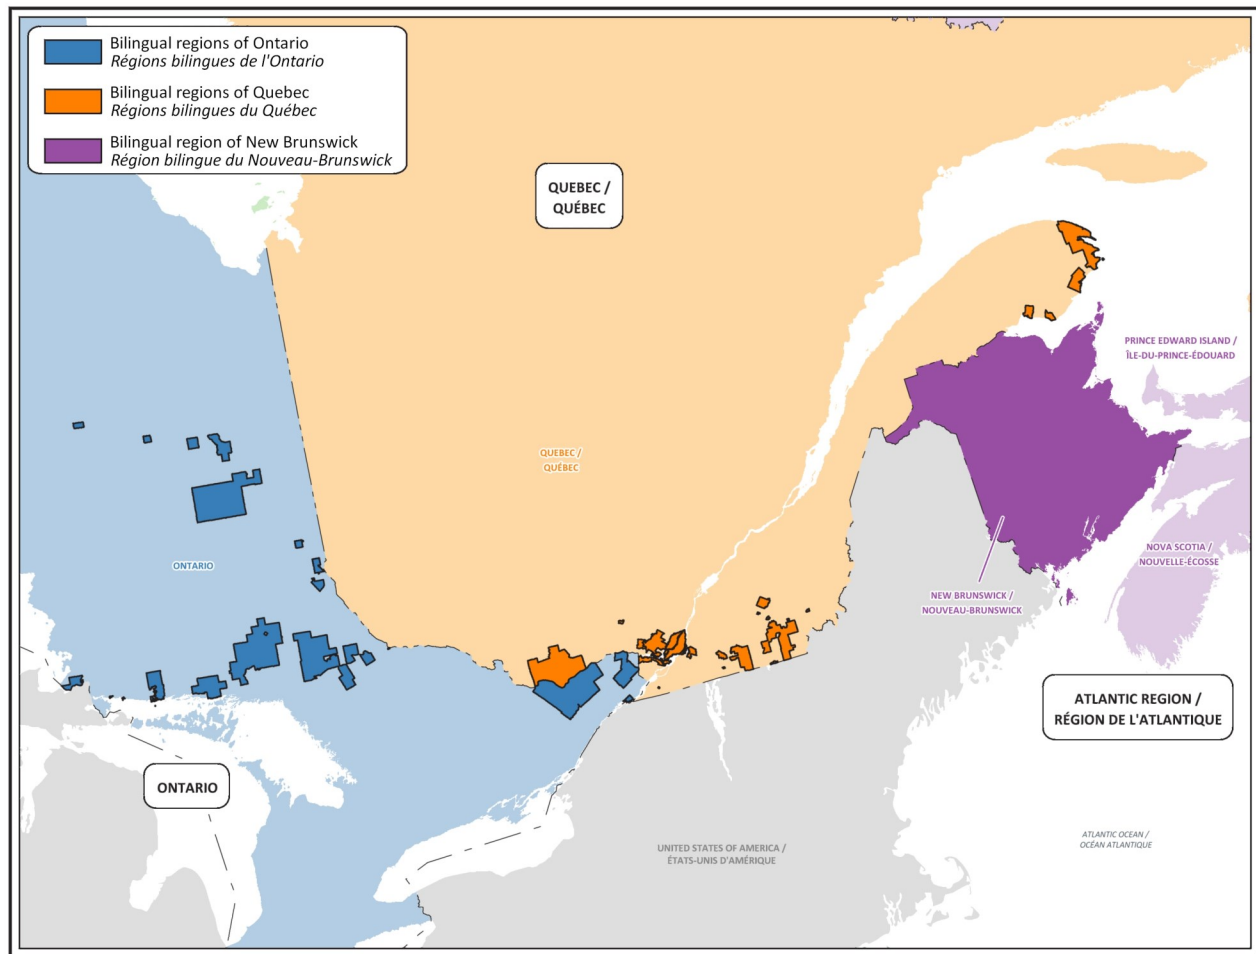 Bilingual regions of Ontario
Régions bilingues de l'Ontario
Bilingual regions of Quebec
Régions bilingues du Québec
Bilingual region of New Brunswick
Région bilingue du Nouveau-Brunswick
QUEBEC /
QUÉBEC
PRINCE EDWARD ISLAND /
ÎLE-DU-PRINCE-ÉDOUARD
QUEBEC /
QUÉBEC
ONTARIO
NOVA SCOTIA /
NOUVELLE-ÉCOSSE
NEW BRUNSWICK /
NOUVEAU-BRUNSWICK
ATLANTIC REGION /
RÉGION DE L'ATLANTIQUE
ONTARIO
UNITED STATES OF AMERICA /
ÉTATS-UNIS D'AMÉRIQUE
ATLANTIC OCEAN /
OCÉAN ATLANTIQUE